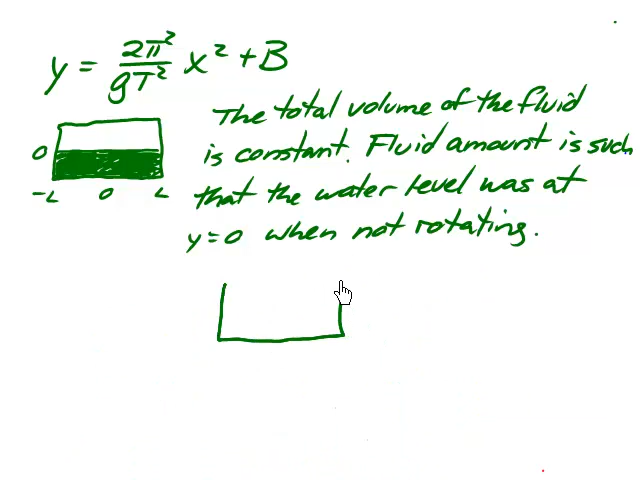 y = 2π²/gT² x² + B
The total volume of the fluid
is constant. Fluid amount is such
that the water level was at
y=0 when not rotating.
0
-L 0 L